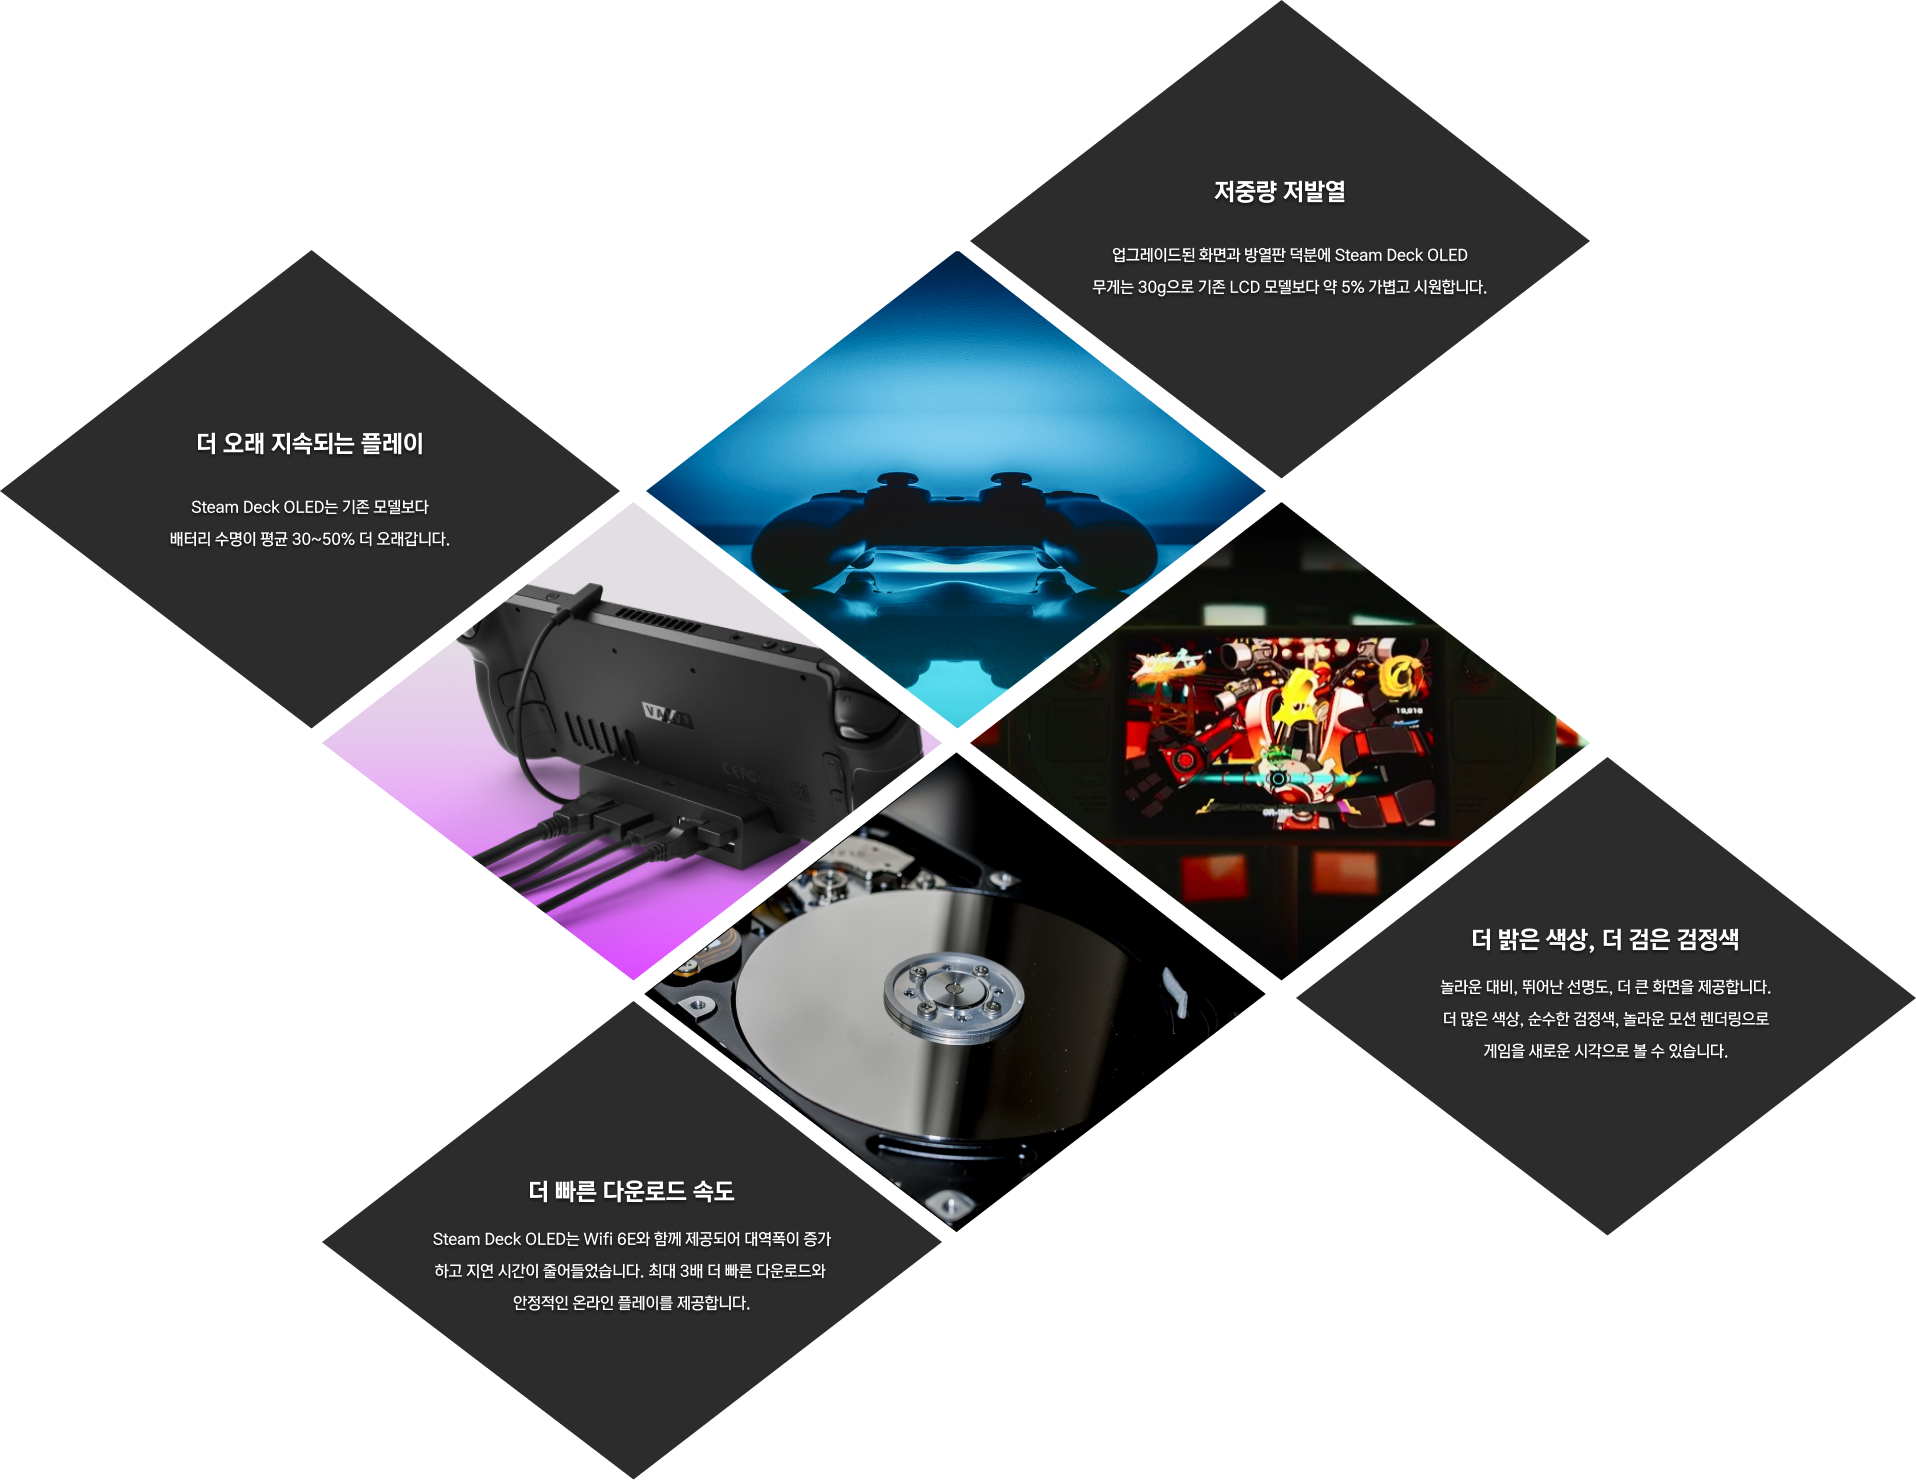 저중량 저발열
업그레이드된 화면과 방열판 덕분에 Steam Deck OLED
무게는 30g으로 기존 LCD 모델보다 약 5% 가볍고 시원합니다.
더 오래 지속되는 플레이
Steam Deck OLED는 기존 모델보다
배터리 수명이 평균 30~50% 더 오래갑니다.
VALVE
더 밝은 색상, 더 검은 검정색
놀라운 대비, 뛰어난 선명도, 더 큰 화면을 제공합니다.
더 많은 색상, 순수한 검정색, 놀라운 모션 렌더링으로
게임을 새로운 시각으로 볼 수 있습니다.
더 빠른 다운로드 속도
Steam Deck OLED는 Wifi 6E와 함께 제공되어 대역폭이 증가
하고 지연 시간이 줄어들었습니다. 최대 3배 더 빠른 다운로드와
안정적인 온라인 플레이를 제공합니다.